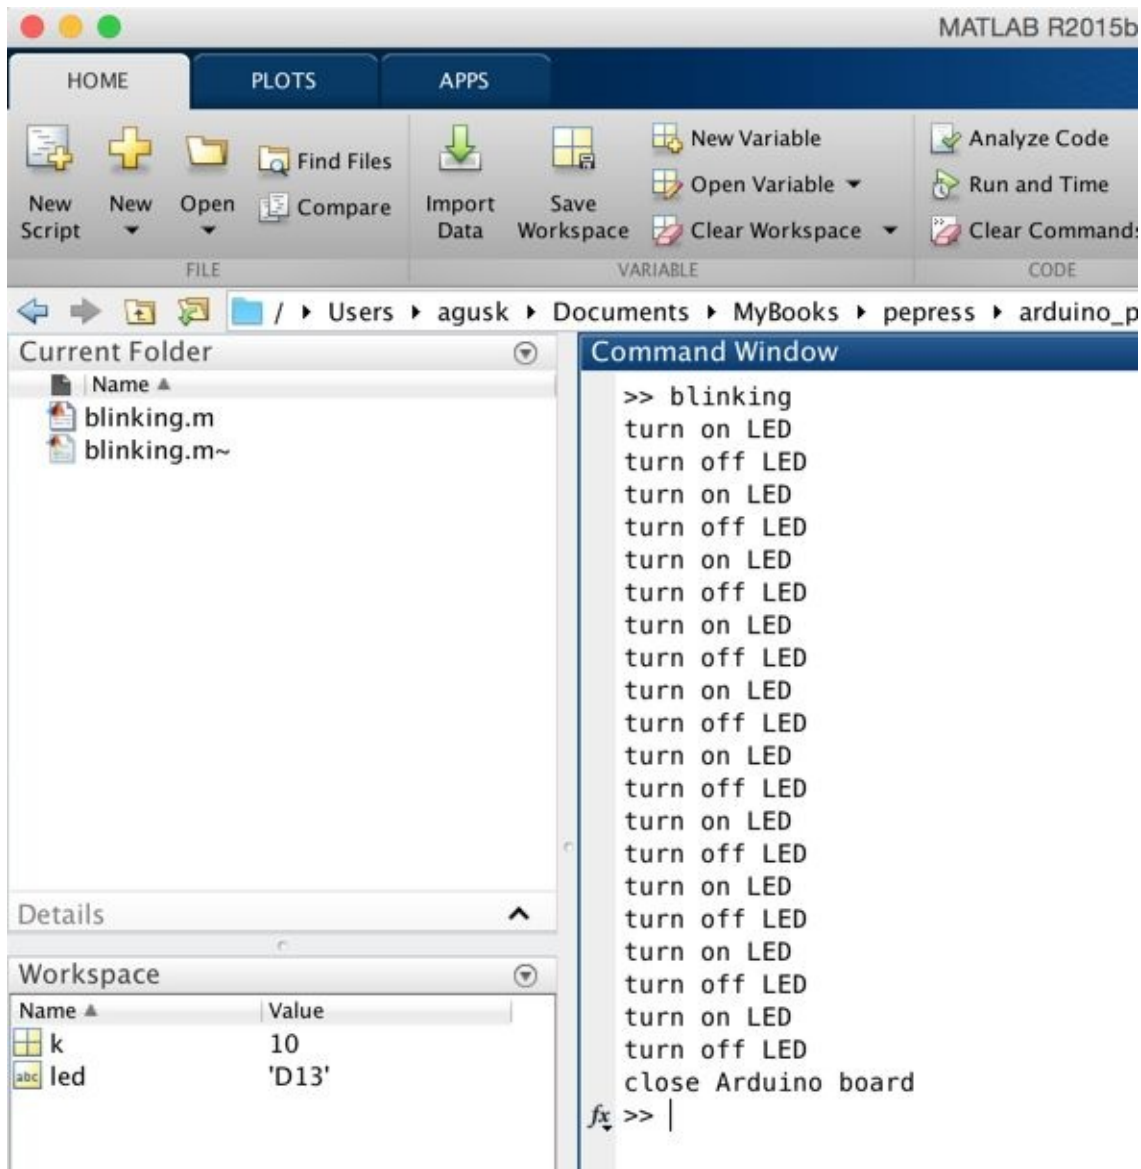 MATLAB R2015b
HOME PLOTS APPS
New Script
New
Open
Find Files
Compare
Import Data
Save Workspace
New Variable
Open Variable
Clear Workspace
Analyze Code
Run and Time
Clear Commands
FILE VARIABLE CODE
/ Users agusk Documents MyBooks pepress arduino_p
Current Folder
Name
blinking.m
blinking.m~
Details
Workspace
Name Value
k 10
abc led 'D13'
Command Window
>> blinking
turn on LED
turn off LED
turn on LED
turn off LED
turn on LED
turn off LED
turn on LED
turn off LED
turn on LED
turn off LED
turn on LED
turn off LED
turn on LED
turn off LED
turn on LED
turn off LED
turn on LED
turn off LED
turn on LED
turn off LED
close Arduino board
fx >>